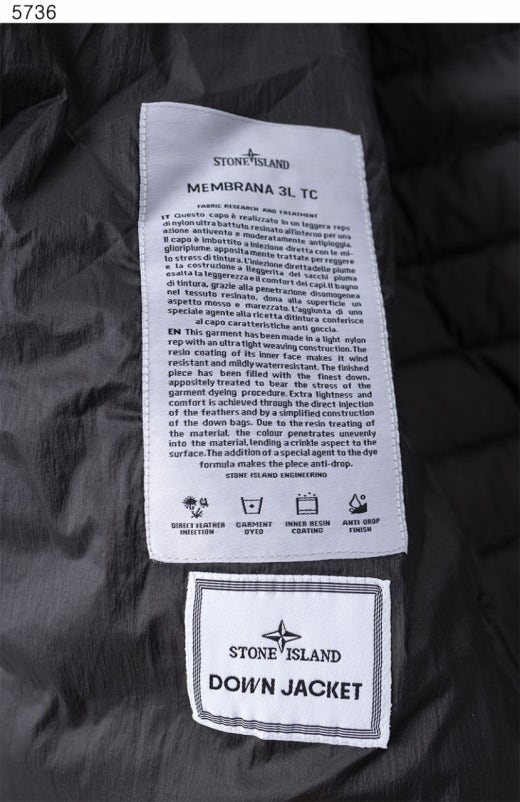 5736
STONE ISLAND
MEMBRANA 3L TC
FABRIC RESEARCH AND TREATMENT
IT Questo capo è realizzato in un leggera reps
di nylon ultra battuto.resinato all'interno per una
azione antivento e moderatamente antipioggia.
Il capo è imbottito a iniezione diretta con le mi-
glioripiume. apposita mente trattate per reggere
lo stress di tintura. L'iniezione direttadelle piume
e la costruzione a lleggerita dei sacchi piuma
esalta la leggerezza e il comfort dei capi.Il bagno
di tintura, grazie alla penetrazione disomogenea
nel tessuto resinato, dona alla superficie un
aspetto mosso e marezzato. L'aggiunta di uno
speciale agente alla ricetta ditintura conferisce
al capo caratteristiche anti goccia.
EN This garment has been made in a light nylon
rep with an ultra tight weaving construction. The
resin coating of its inner face makes it wind
resistant and mildly waterresistant. The finished
piece has been filled with the finest down,
appositely treated to bear the stress of the
garment dyeing procedure. Extra lightness and
comfort is achieved through the direct injection
of the feathers and by a simplified construction
of the down bags. Due to the resin treating of
the material, the colour penetrates unevenly
into the material, lending a crinkle aspect to the
surface.The addition of a special agent to the dye
formula makes the plece anti-drop.
STONE ISLAND ENGINEERING
DIRECT FEATHER GARMENT INNER RESIN ANTI DROP
INJECTION DYED COATING FINISH
STONE ISLAND
DOWN JACKET